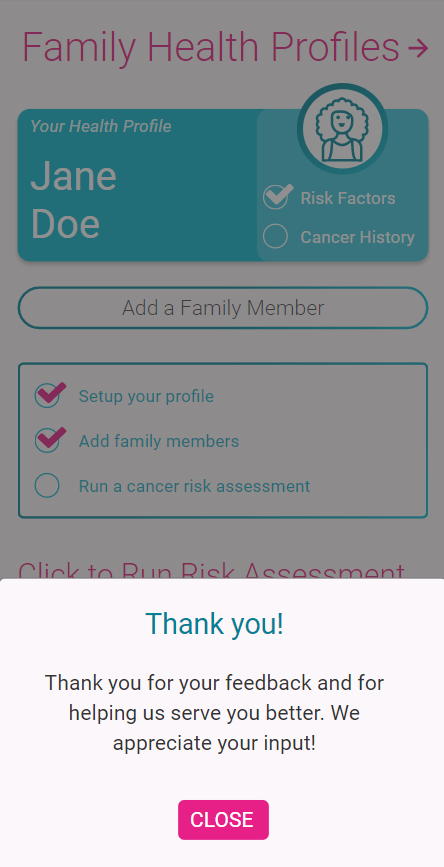 Family Health Profiles
Your Health Profile
Jane
Doe
Risk Factors
Cancer History
Add a Family Member
Setup your profile
Add family members
Run a cancer risk assessment
Click to Run Risk Assessment
Thank you!
Thank you for your feedback and for
helping us serve you better. We
appreciate your input!
CLOSE